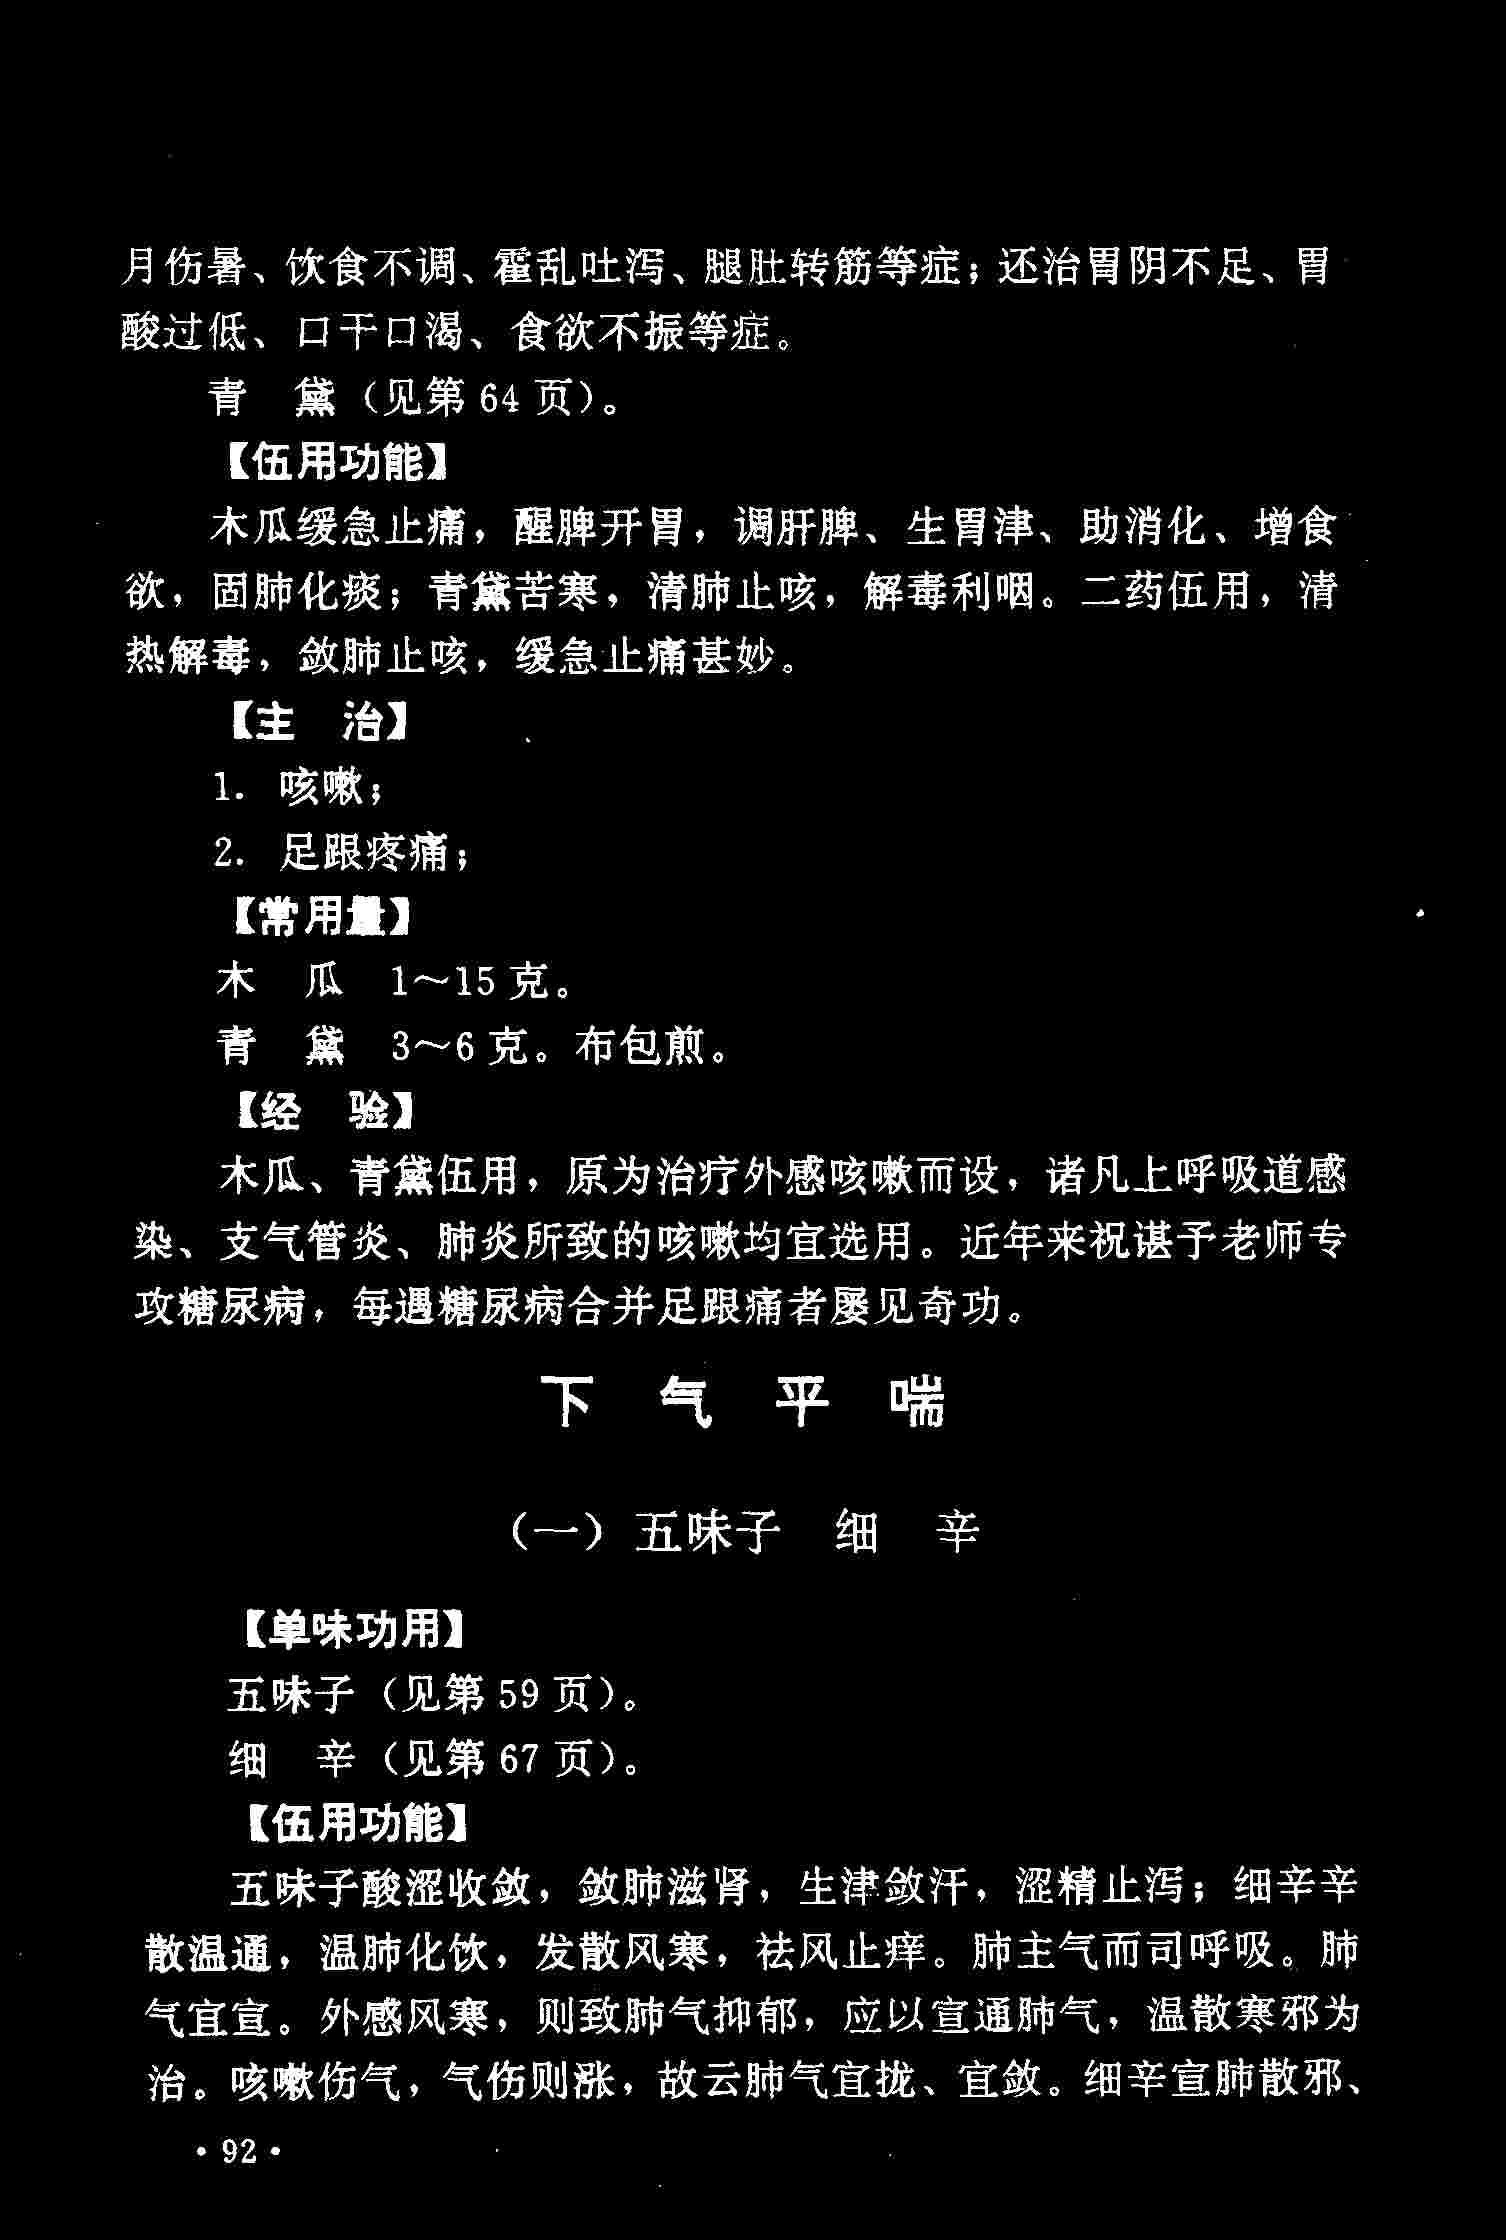 月伤暑、饮食不调、霍乱吐泻、腿肚转筋等症；还治胃阴不足、胃
酸过低、口干口渴、食欲不振等症。
青　黛（见第 64 页）。
【伍用功能】
木瓜缓急止痛，醒脾开胃，调肝脾、生胃津、助消化、增食
欲，固肺化痰；青黛苦寒，清肺止咳，解毒利咽。二药伍用，清
热解毒，敛肺止咳，缓急止痛甚妙。
【主　治】
1. 咳嗽；
2. 足跟疼痛；
【常用量】
木　瓜　1～15 克。
青　黛　3～6 克。布包煎。
【经　验】
木瓜、青黛伍用，原为治疗外感咳嗽而设，诸凡上呼吸道感
染、支气管炎、肺炎所致的咳嗽均宜选用。近年来祝谌予老师专
攻糖尿病，每遇糖尿病合并足跟痛者屡见奇功。
下　气　平　喘
（一）五味子　细　辛
【单味功用】
五味子（见第 59 页）。
细　辛（见第 67 页）。
【伍用功能】
五味子酸涩收敛，敛肺滋肾，生津敛汗，涩精止泻；细辛辛
散温通，温肺化饮，发散风寒，祛风止痒。肺主气而司呼吸。肺
气宜宣。外感风寒，则致肺气抑郁，应以宣通肺气，温散寒邪为
治。咳嗽伤气，气伤则涨，故云肺气宜拢、宜敛。细辛宣肺散邪、
·92·